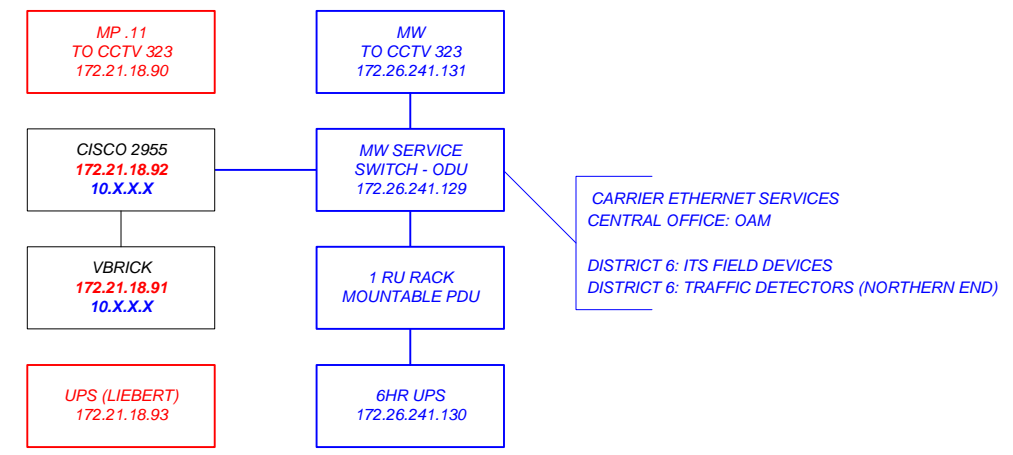 MP .11
TO CCTV 323
172.21.18.90
MW
TO CCTV 323
172.26.241.131
CISCO 2955
172.21.18.92
10.X.X.X
MW SERVICE
SWITCH - ODU
172.26.241.129
CARRIER ETHERNET SERVICES
CENTRAL OFFICE: OAM
DISTRICT 6: ITS FIELD DEVICES
DISTRICT 6: TRAFFIC DETECTORS (NORTHERN END)
VBRICK
172.21.18.91
10.X.X.X
1 RU RACK
MOUNTABLE PDU
UPS (LIEBERT)
172.21.18.93
6HR UPS
172.26.241.130